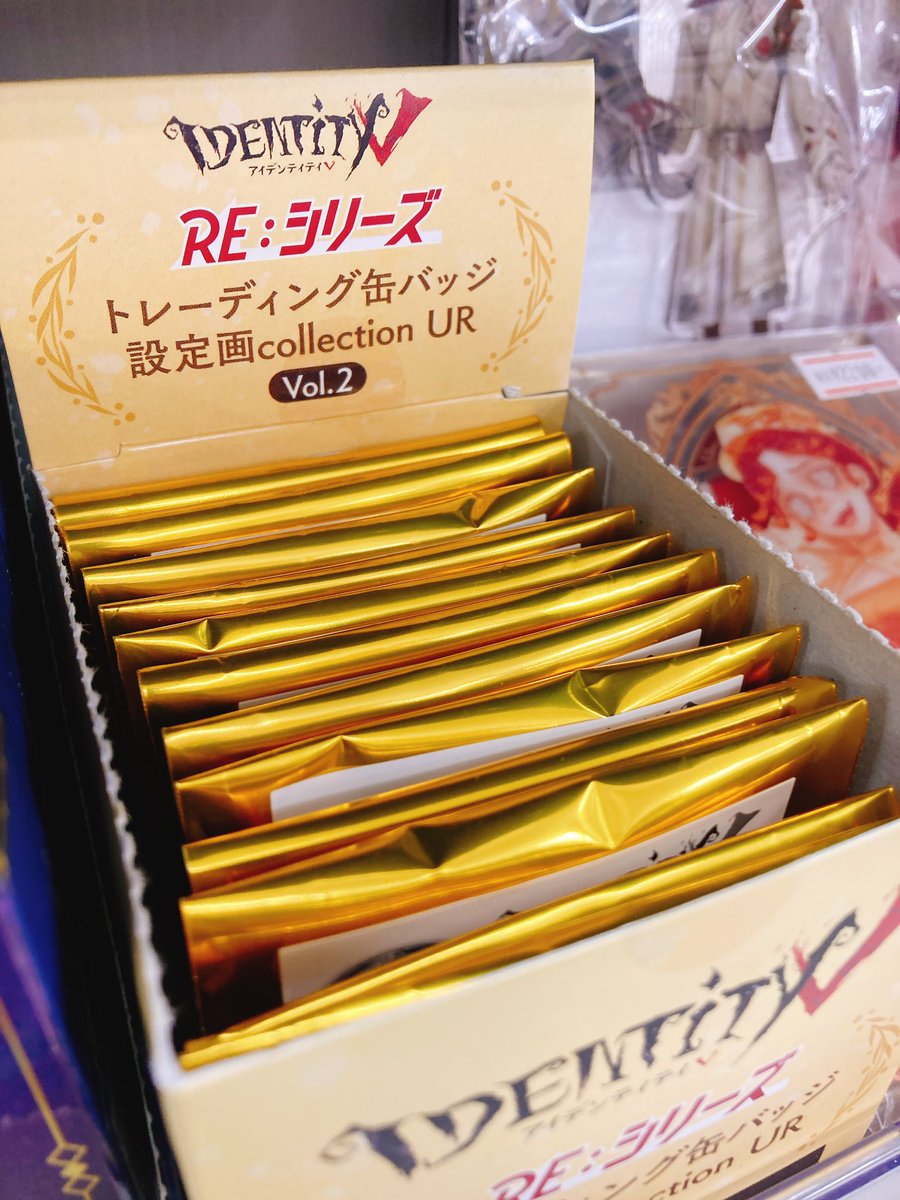 IDENTITY V
アイデンティティV
RE:シリーズ
トレーディング缶バッジ
設定画collection UR
Vol.2
IDENTITY V
アイデンティティV
RE:シリーズ
ング缶バッジ
ction UR